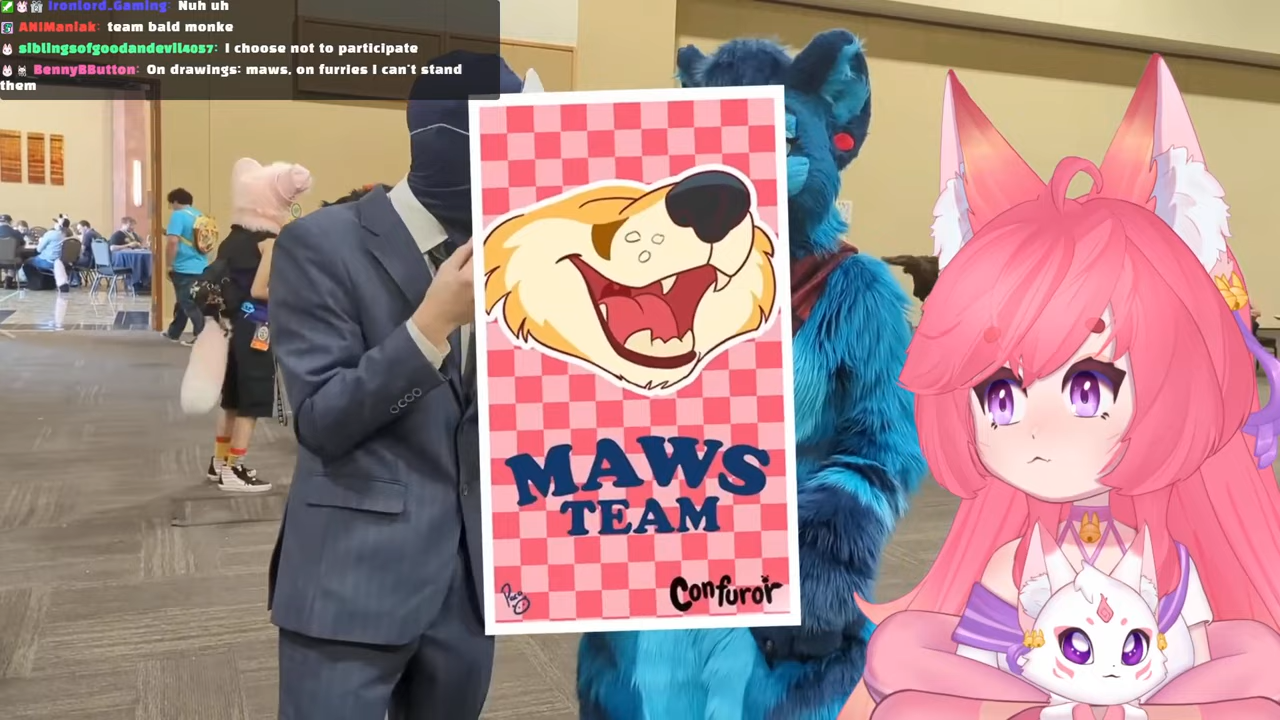 Ironlord_Gaming: Nuh uh
ANIManiak: team bald monke
siblingsofgoodandevil4057: I choose not to participate
BennyBButton: On drawings: maws, on furries I can't stand
them
MAWS
TEAM
Confuror